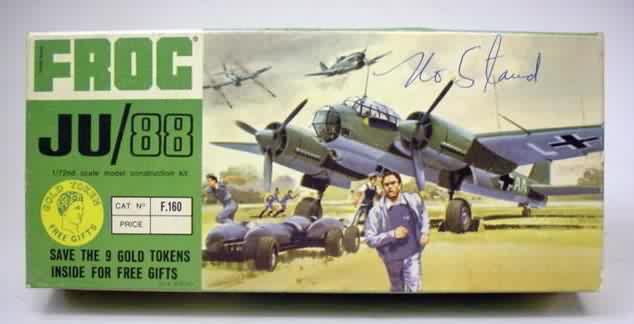 FROG
JU/88
1/72nd scale model construction kit
GOLD TOKEN
FREE GIFTS
CAT Nº F.160
PRICE
SAVE THE 9 GOLD TOKENS
INSIDE FOR FREE GIFTS
No Stand